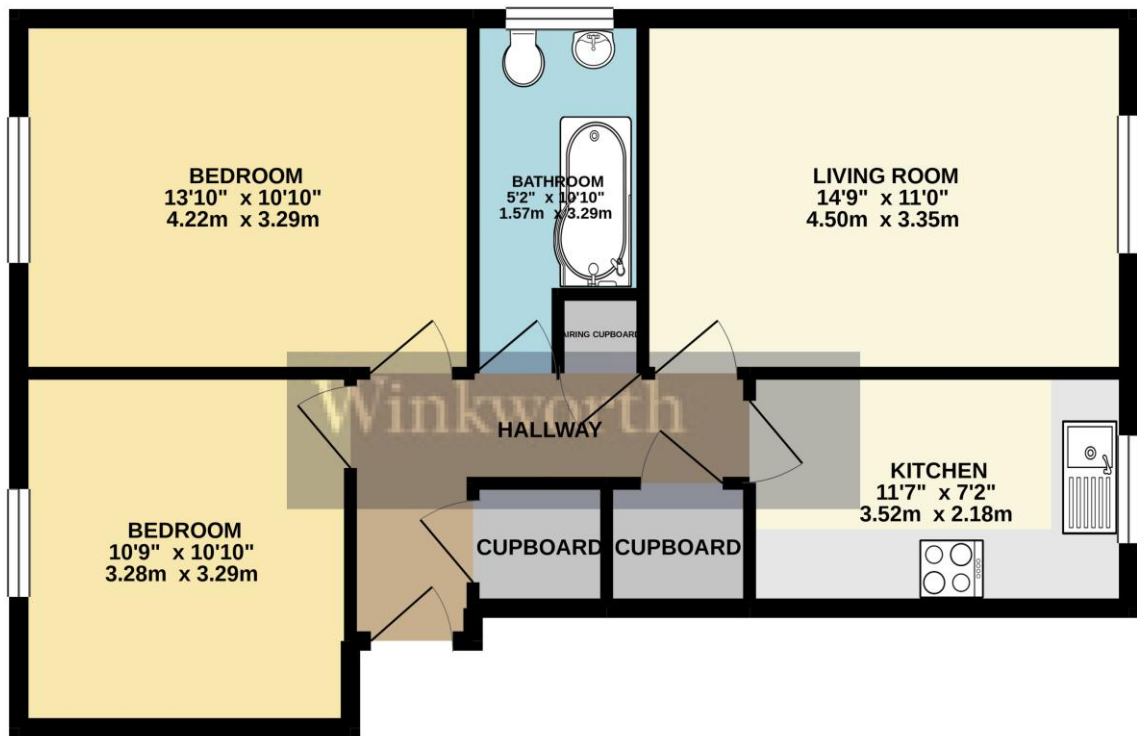 BEDROOM
13'10" x 10'10"
4.22m x 3.29m
BATHROOM
5'2" x 10'10"
1.57m x 3.29m
LIVING ROOM
14'9" x 11'0"
4.50m x 3.35m
AIRING CUPBOARD
Winkworth
HALLWAY
KITCHEN
11'7" x 7'2"
3.52m x 2.18m
BEDROOM
10'9" x 10'10"
3.28m x 3.29m
CUPBOARD
CUPBOARD